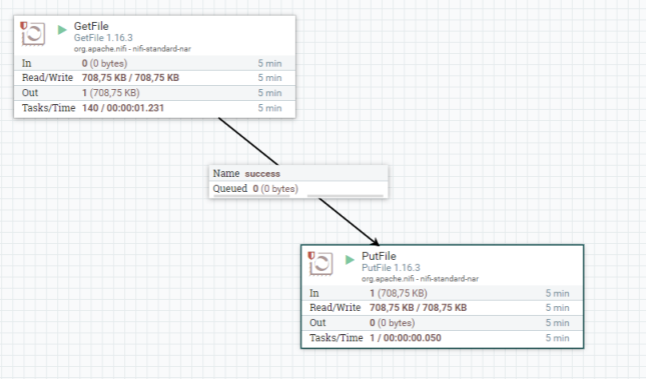 GetFile
GetFile 1.16.3
org.apache.nifi - nifi-standard-nar
In 0 (0 bytes) 5 min
Read/Write 708,75 KB / 708,75 KB 5 min
Out 1 (708,75 KB) 5 min
Tasks/Time 140 / 00:00:01.231 5 min
Name success
Queued 0 (0 bytes)
PutFile
PutFile 1.16.3
org.apache.nifi - nifi-standard-nar
In 1 (708,75 KB) 5 min
Read/Write 708,75 KB / 708,75 KB 5 min
Out 0 (0 bytes) 5 min
Tasks/Time 1 / 00:00:00.050 5 min